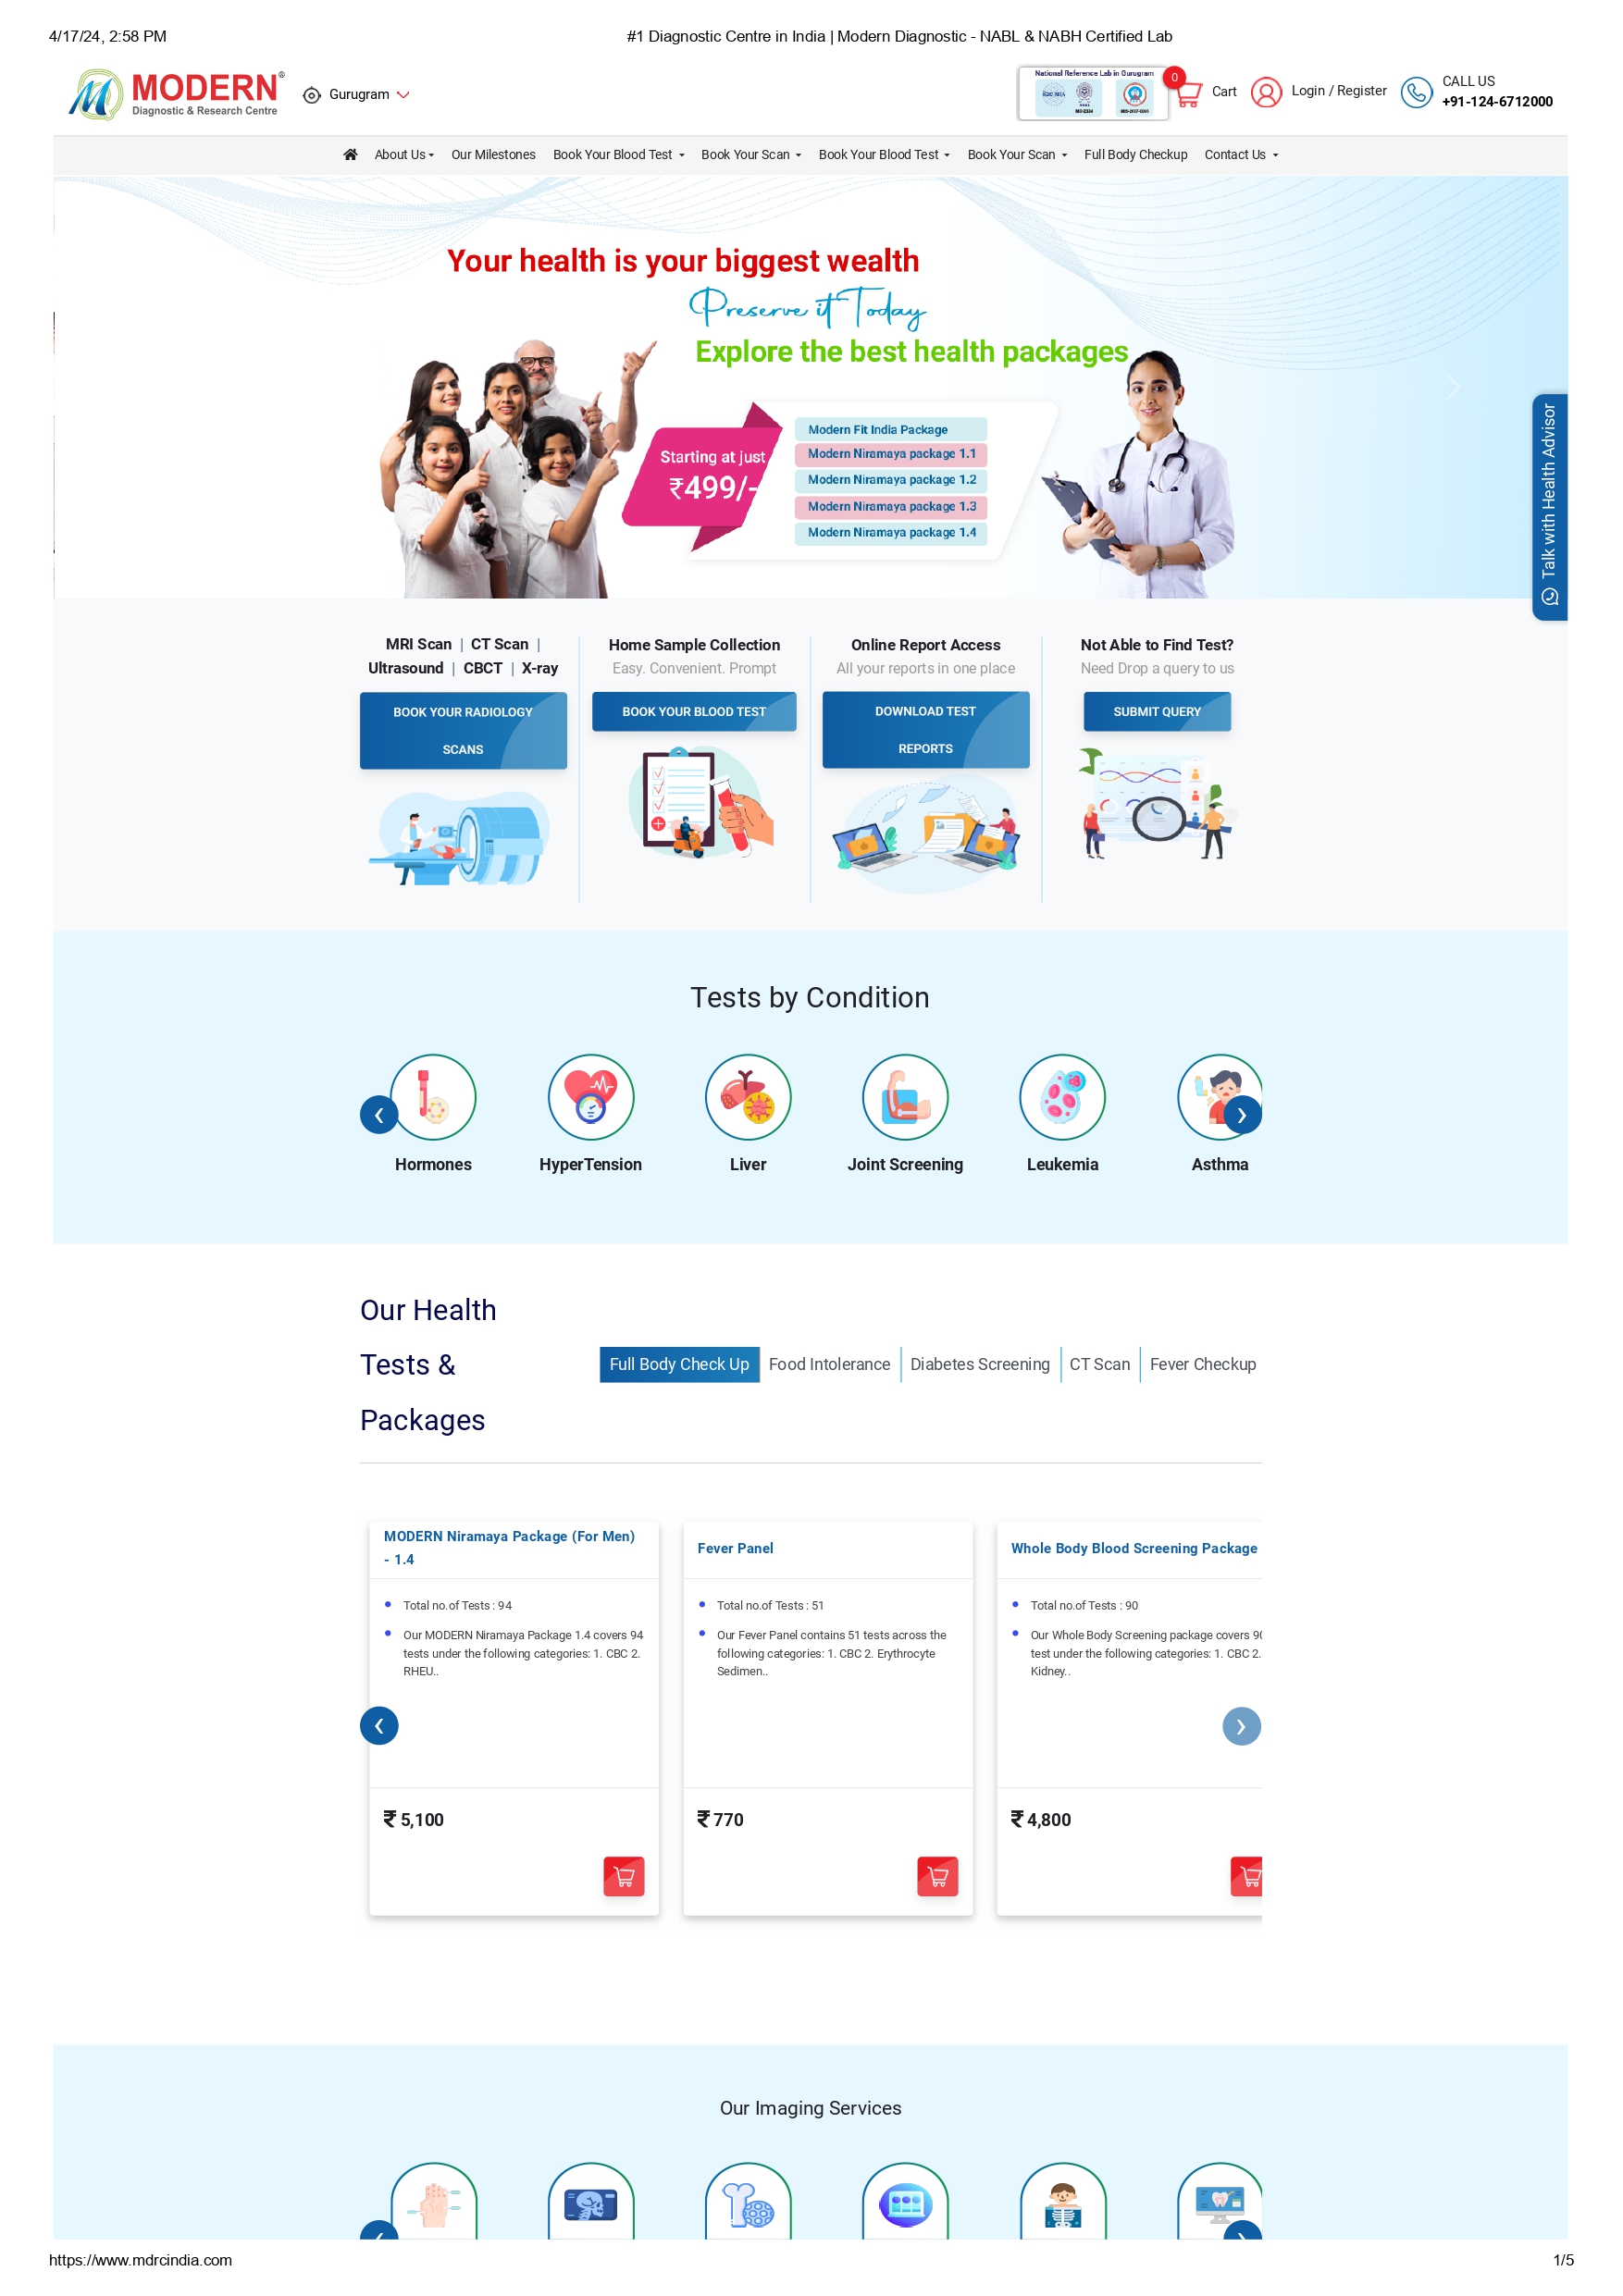 4/17/24, 2:58 PM
#1 Diagnostic Centre in India | Modern Diagnostic - NABL & NABH Certified Lab
MODERN®
Diagnostic & Research Centre
Gurugram
National Reference Lab in Gurugram
0
Cart
Login / Register
CALL US
+91-124-6712000
About Us
Our Milestones
Book Your Blood Test
Book Your Scan
Book Your Blood Test
Book Your Scan
Full Body Checkup
Contact Us
Your health is your biggest wealth
Preserve it Today
Explore the best health packages
Starting at just
₹499/-
Modern Fit India Package
Modern Niramaya package 1.1
Modern Niramaya package 1.2
Modern Niramaya package 1.3
Modern Niramaya package 1.4
Talk with Health Advisor
MRI Scan | CT Scan |
Ultrasound | CBCT | X-ray
BOOK YOUR RADIOLOGY
SCANS
Home Sample Collection
Easy. Convenient. Prompt
BOOK YOUR BLOOD TEST
Online Report Access
All your reports in one place
DOWNLOAD TEST
REPORTS
Not Able to Find Test?
Need Drop a query to us
SUBMIT QUERY
Tests by Condition
Hormones
HyperTension
Liver
Joint Screening
Leukemia
Asthma
Our Health
Tests &
Packages
Full Body Check Up
Food Intolerance
Diabetes Screening
CT Scan
Fever Checkup
MODERN Niramaya Package (For Men)
- 1.4
Total no.of Tests : 94
Our MODERN Niramaya Package 1.4 covers 94
tests under the following categories: 1. CBC 2.
RHEU..
₹ 5,100
Fever Panel
Total no.of Tests : 51
Our Fever Panel contains 51 tests across the
following categories: 1. CBC 2. Erythrocyte
Sedimen..
₹ 770
Whole Body Blood Screening Package
Total no.of Tests : 90
Our Whole Body Screening package covers 90
test under the following categories: 1. CBC 2.
Kidney..
₹ 4,800
Our Imaging Services
https://www.mdrcindia.com
1/5